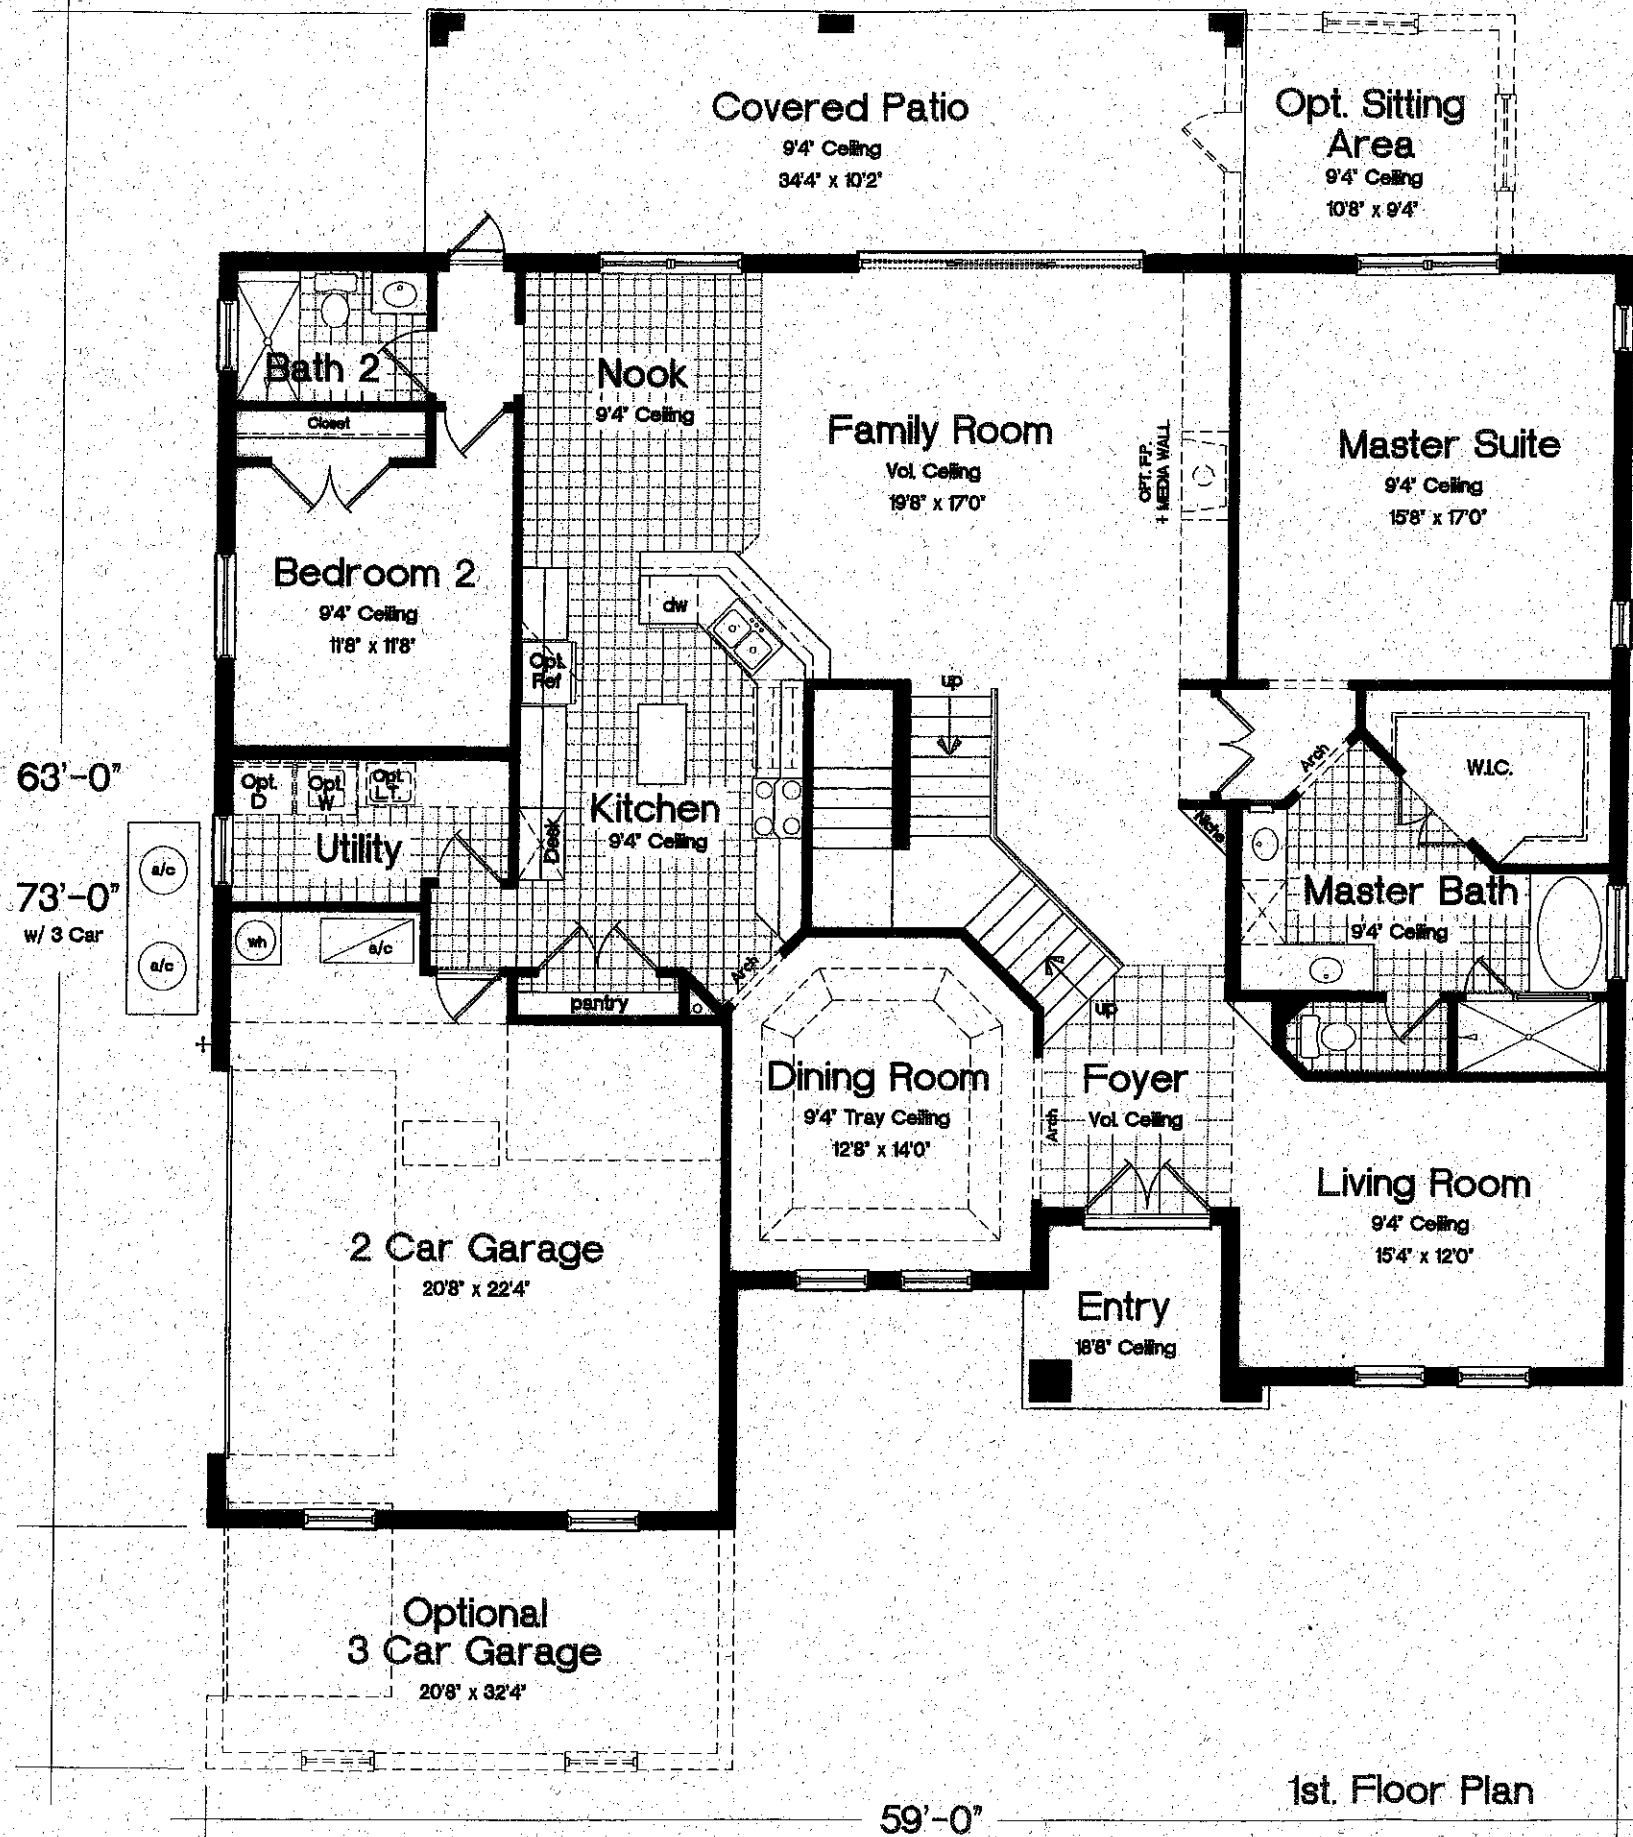 Covered Patio
9'4" Ceiling
34'4" x 10'2"
Opt. Sitting
Area
9'4" Ceiling
10'8" x 9'4"
Bath 2
Closet
Nook
9'4" Ceiling
Family Room
Vol. Ceiling
19'8" x 17'0"
OPT. F.P.
+ MEDIA WALL
Master Suite
9'4" Ceiling
15'8" x 17'0"
Bedroom 2
9'4" Ceiling
11'8" x 11'8"
dw
Opt.
Ref
up
63'-0"
73'-0"
w/ 3 Car
a/c
a/c
Opt.
D
Opt.
W
Opt.
L.T.
Utility
Desk
Kitchen
9'4" Ceiling
Arch
W.I.C.
Niche
Master Bath
9'4" Ceiling
wh
a/c
pantry
Arch
up
Dining Room
9'4" Tray Ceiling
12'8" x 14'0"
Arch
Foyer
Vol. Ceiling
Living Room
9'4" Ceiling
15'4" x 12'0"
2 Car Garage
20'8" x 22'4"
Entry
18'8" Ceiling
Optional
3 Car Garage
20'8" x 32'4"
1st. Floor Plan
59'-0"